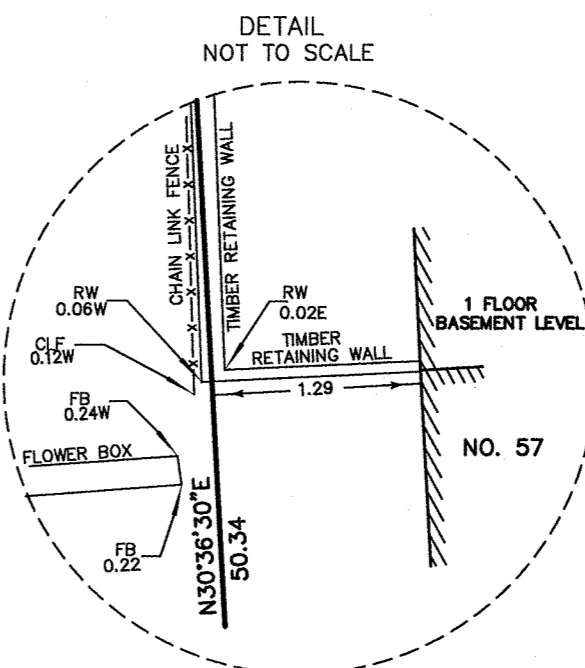 DETAIL
NOT TO SCALE
CHAIN LINK FENCE
TIMBER RETAINING WALL
RW
0.06W
RW
0.02E
1 FLOOR
BASEMENT LEVEL
TIMBER
RETAINING WALL
CLF
0.12W
1.29
FB
0.24W
FLOWER BOX
NO. 57
FB
0.22
N30°36'30"E
50.34